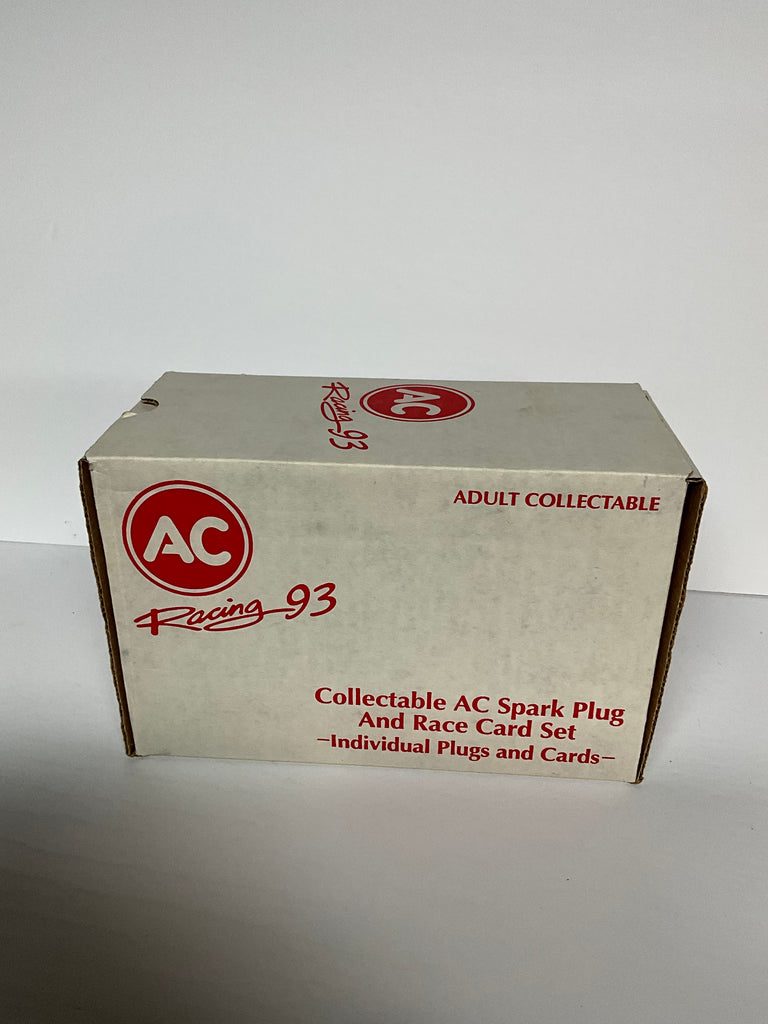 AC
Racing 93
AC
Racing 93
ADULT COLLECTABLE
Collectable AC Spark Plug
And Race Card Set
–Individual Plugs and Cards–